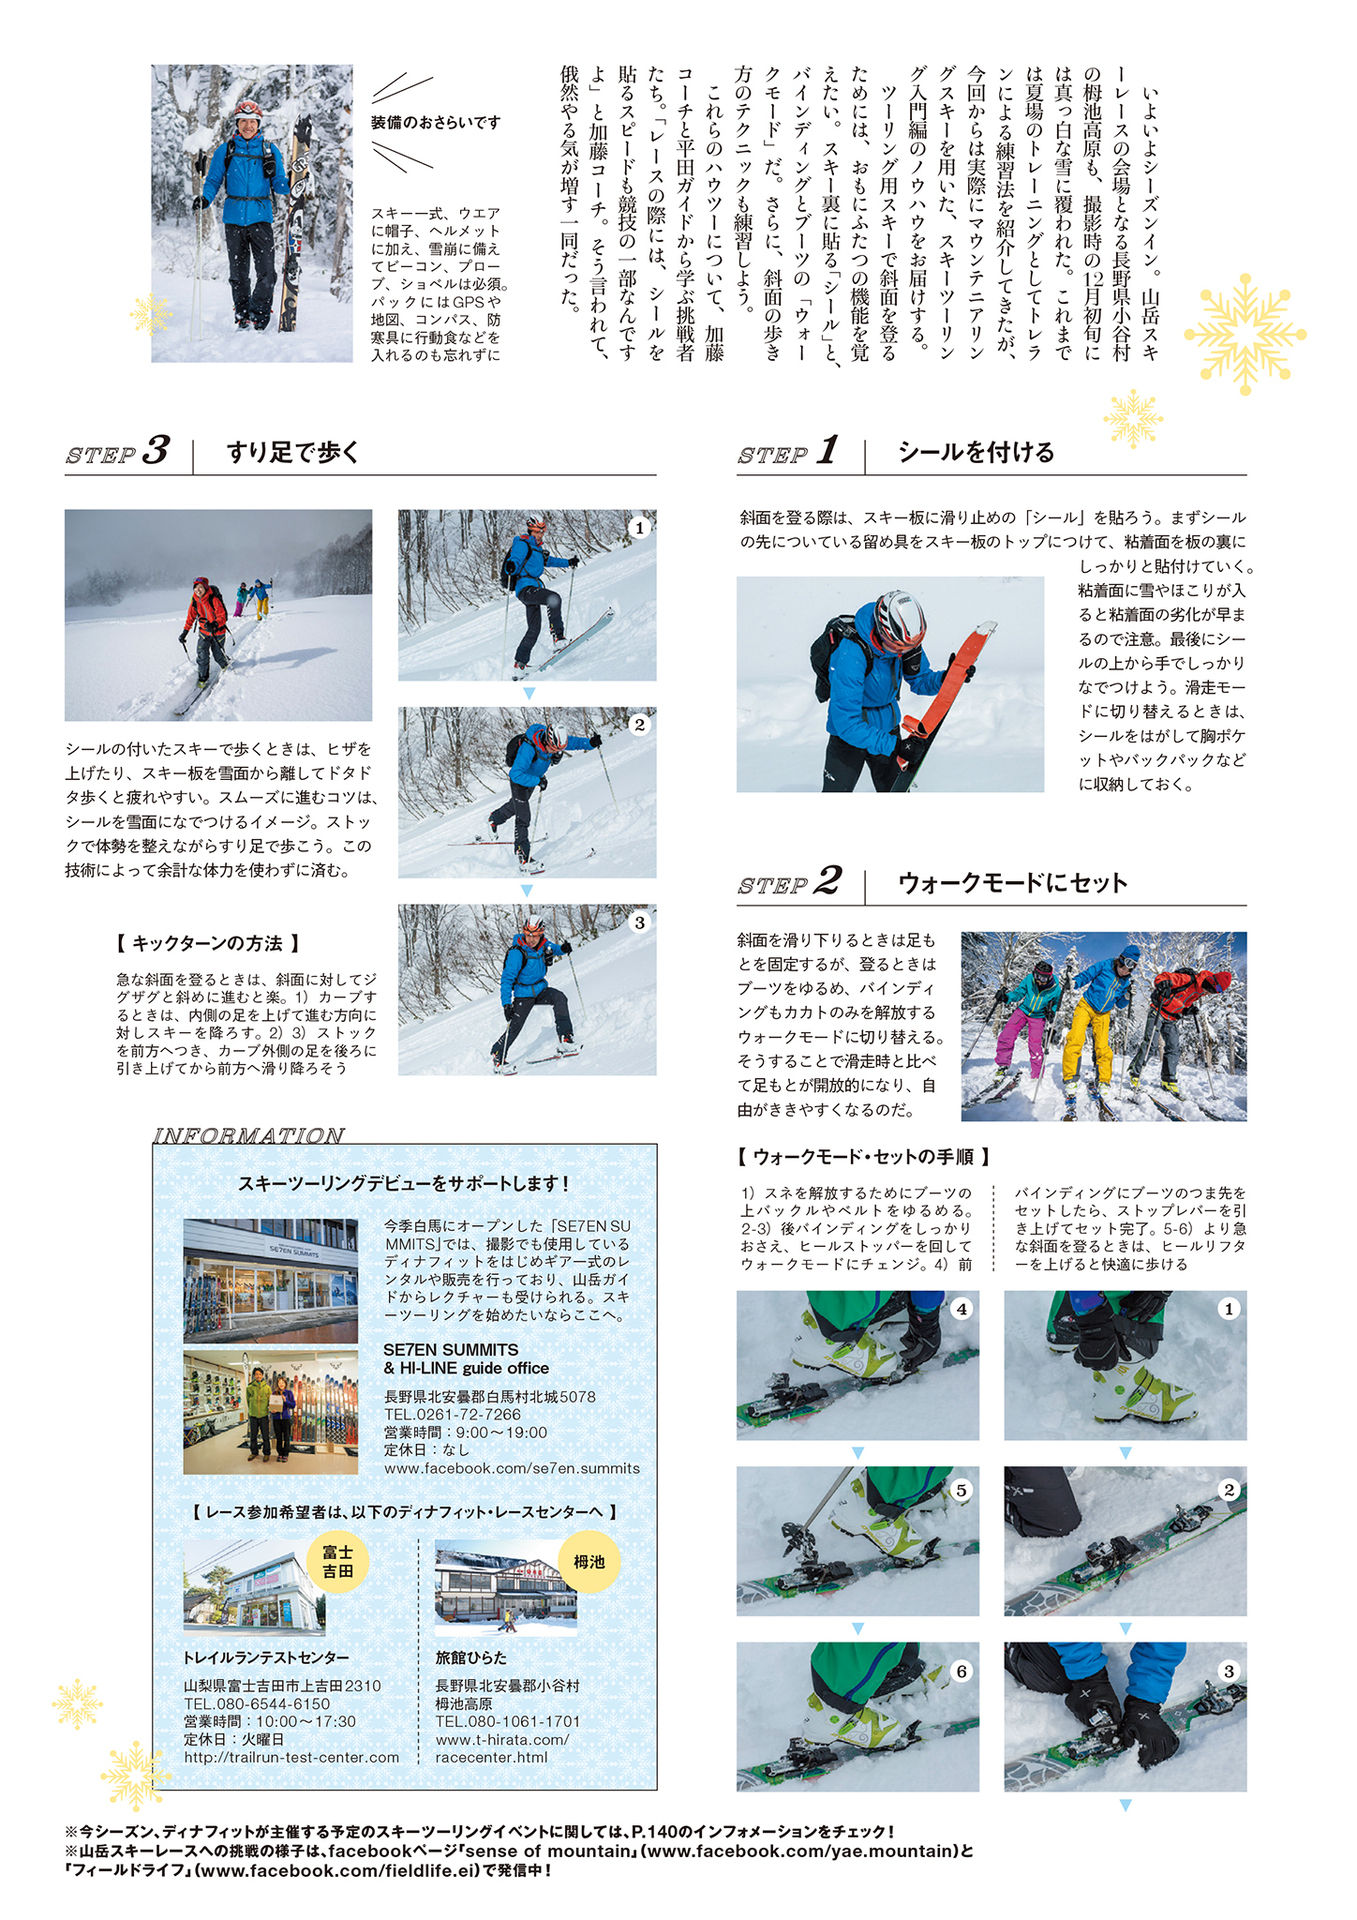 いよいよシーズンイン。山岳スキ
ーレースの会場となる長野県小谷村
の栂池高原も、撮影時の12月初旬に
は真っ白な雪に覆われた。これまで
は夏場のトレーニングとしてトレラ
ンによる練習法を紹介してきたが、
今回からは実際にマウンテニアリン
グスキーを用いた、スキーツーリン
グ入門編のノウハウをお届けする。
ツーリング用スキーで斜面を登る
ためには、おもにふたつの機能を覚
えたい。スキー裏に貼る「シール」と、
バインディングとブーツの「ウォー
クモード」だ。さらに、斜面の歩き
方のテクニックも練習しよう。
これらのハウツーについて、加藤
コーチと平田ガイドから学ぶ挑戦者
たち。「レースの際には、シールを
貼るスピードも競技の一部なんです
よ」と加藤コーチ。そう言われて、
俄然やる気が増す一同だった。
装備のおさらいです
スキー一式、ウエア
に帽子、ヘルメット
に加え、雪崩に備え
てビーコン、プロー
ブ、ショベルは必須。
パックにはGPSや
地図、コンパス、防
寒具に行動食などを
入れるのも忘れずに
STEP 1 シールを付ける
斜面を登る際は、スキー板に滑り止めの「シール」を貼ろう。まずシール
の先についている留め具をスキー板のトップにつけて、粘着面を板の裏に
しっかりと貼付けていく。
粘着面に雪やほこりが入
ると粘着面の劣化が早ま
るので注意。最後にシー
ルの上から手でしっかり
なでつけよう。滑走モー
ドに切り替えるときは、
シールをはがして胸ポケ
ットやバックパックなど
に収納しておく。
STEP 2 ウォークモードにセット
斜面を滑り下りるときは足も
とを固定するが、登るときは
ブーツをゆるめ、バインディ
ングもカカトのみを解放する
ウォークモードに切り替える。
そうすることで滑走時と比べ
て足もとが開放的になり、自
由がききやすくなるのだ。
【 ウォークモード・セットの手順 】
1）スネを解放するためにブーツの
上バックルやベルトをゆるめる。
2-3）後バインディングをしっかり
おさえ、ヒールストッパーを回して
ウォークモードにチェンジ。4）前
バインディングにブーツのつま先を
セットしたら、ストップレバーを引
き上げてセット完了。5-6）より急
な斜面を登るときは、ヒールリフタ
ーを上げると快適に歩ける
1
2
3
4
5
6
STEP 3 すり足で歩く
シールの付いたスキーで歩くときは、ヒザを
上げたり、スキー板を雪面から離してドタド
タ歩くと疲れやすい。スムーズに進むコツは、
シールを雪面になでつけるイメージ。ストッ
クで体勢を整えながらすり足で歩こう。この
技術によって余計な体力を使わずに済む。
【 キックターンの方法 】
急な斜面を登るときは、斜面に対してジ
グザグと斜めに進むと楽。1）カーブす
るときは、内側の足を上げて進む方向に
対しスキーを降ろす。2）3）ストック
を前方へつき、カーブ外側の足を後ろに
引き上げてから前方へ滑り降ろそう
1
2
3
INFORMATION
スキーツーリングデビューをサポートします！
SE7EN SUMMITS
今季白馬にオープンした「SE7EN SU
MMITS」では、撮影でも使用している
ディナフィットをはじめギア一式のレ
ンタルや販売を行っており、山岳ガイ
ドからレクチャーも受けられる。スキ
ーツーリングを始めたいならここへ。
SE7EN SUMMITS
& HI-LINE guide office
長野県北安曇郡白馬村北城5078
TEL.0261-72-7266
営業時間：9:00〜19:00
定休日：なし
www.facebook.com/se7en.summits
【 レース参加希望者は、以下のディナフィット・レースセンターへ 】
富士
吉田
トレイルランテストセンター
山梨県富士吉田市上吉田2310
TEL.080-6544-6150
営業時間：10:00〜17:30
定休日：火曜日
http://trailrun-test-center.com
栂池
旅館ひらた
長野県北安曇郡小谷村
栂池高原
TEL.080-1061-1701
www.t-hirata.com/
racecenter.html
※今シーズン、ディナフィットが主催する予定のスキーツーリングイベントに関しては、P.140のインフォメーションをチェック！
※山岳スキーレースへの挑戦の様子は、facebookページ『sense of mountain』（www.facebook.com/yae.mountain）と
『フィールドライフ』（www.facebook.com/fieldlife.ei）で発信中！